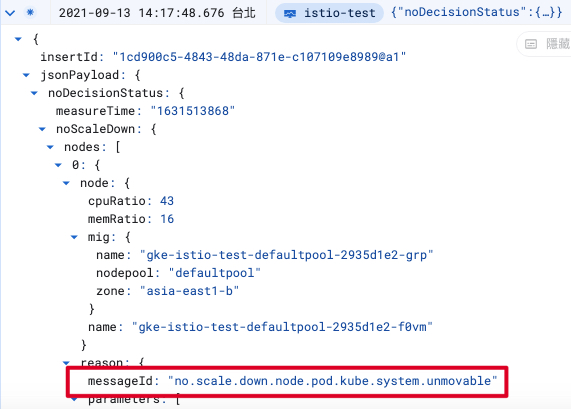 2021-09-13 14:17:48.676 台北 istio-test {"noDecisionStatus":{…}}
{
隱藏
insertId: "1cd900c5-4843-48da-871e-c107109e8989@a1"
jsonPayload: {
noDecisionStatus: {
measureTime: "1631513868"
noScaleDown: {
nodes: [
0: {
node: {
cpuRatio: 43
memRatio: 16
mig: {
name: "gke-istio-test-defaultpool-2935d1e2-grp"
nodepool: "defaultpool"
zone: "asia-east1-b"
}
name: "gke-istio-test-defaultpool-2935d1e2-f0vm"
}
reason: {
messageId: "no.scale.down.node.pod.kube.system.unmovable"
parameters: [